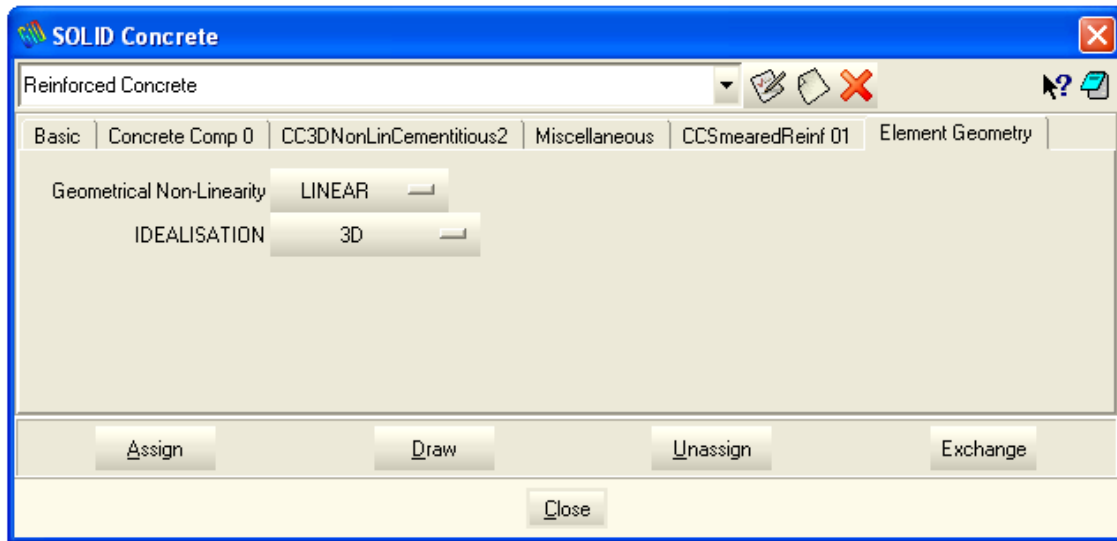 SOLID Concrete
Reinforced Concrete
Basic Concrete Comp 0 CC3DNonLinCementitious2 Miscellaneous CCSmearedReinf 01 Element Geometry
Geometrical Non-Linearity LINEAR
IDEALISATION 3D
Assign Draw Unassign Exchange
Close